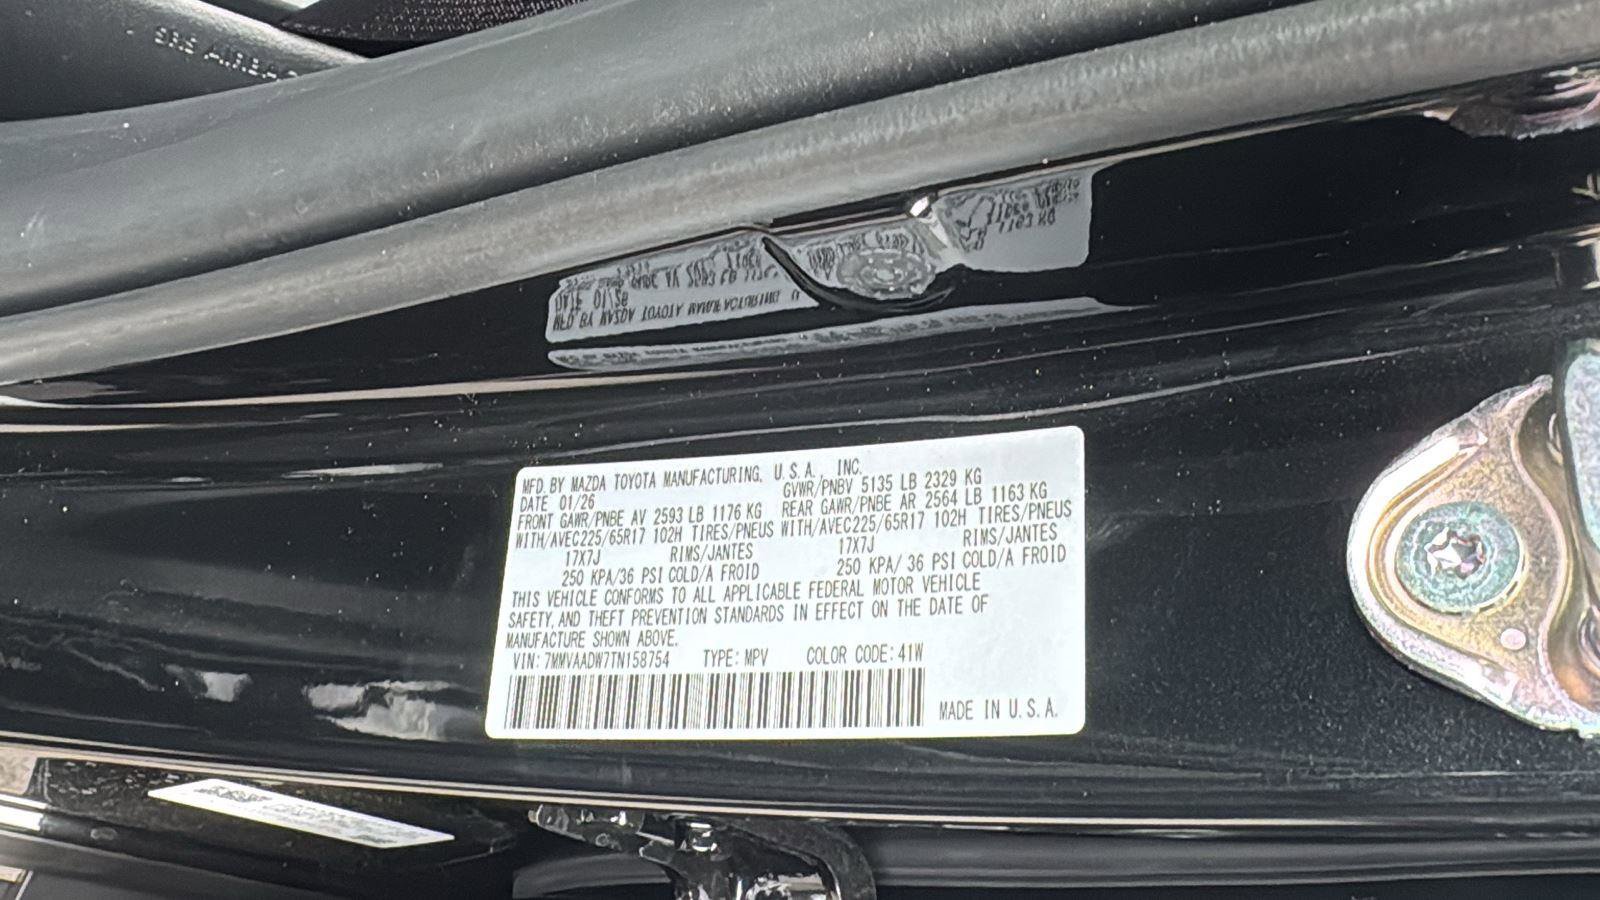 SRS AIRBAG
MFD. BY MAZDA TOYOTA MANUFACTURING, U.S.A., INC.
DATE 01/26 GVWR/PNBV 5135 LB 2329 KG
FRONT GAWR/PNBE AV 2593 LB 1176 KG REAR GAWR/PNBE AR 2564 LB 1163 KG
WITH/AVEC225/65R17 102H TIRES/PNEUS WITH/AVEC225/65R17 102H TIRES/PNEUS
17X7J RIMS/JANTES 17X7J RIMS/JANTES
250 KPA/36 PSI COLD/A FROID 250 KPA/ 36 PSI COLD/A FROID
THIS VEHICLE CONFORMS TO ALL APPLICABLE FEDERAL MOTOR VEHICLE
SAFETY, AND THEFT PREVENTION STANDARDS IN EFFECT ON THE DATE OF
MANUFACTURE SHOWN ABOVE.
VIN: 7MMVAADW7TN158754 TYPE: MPV COLOR CODE: 41W
MADE IN U.S.A.